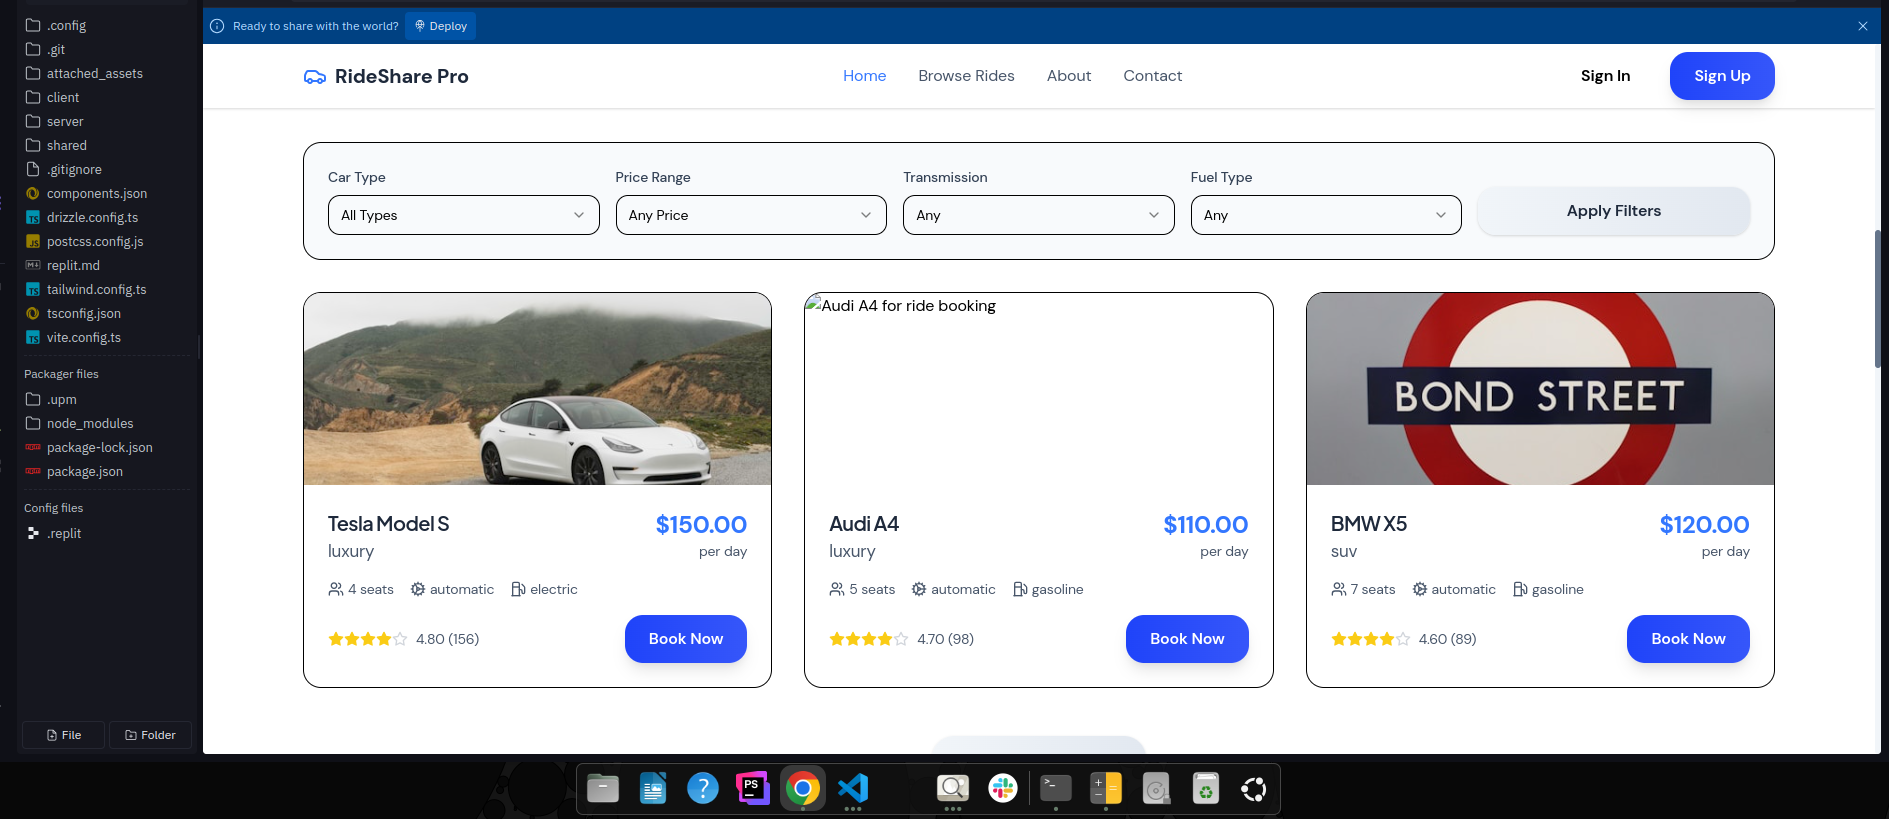 .config
.git
attached_assets
client
server
shared
.gitignore
components.json
drizzle.config.ts
postcss.config.js
replit.md
tailwind.config.ts
tsconfig.json
vite.config.ts
Packager files
.upm
node_modules
package-lock.json
package.json
Config files
.replit
File Folder
Ready to share with the world? Deploy
RideShare Pro Home Browse Rides About Contact Sign In Sign Up
Car Type Price Range Transmission Fuel Type
All Types Any Price Any Any Apply Filters
Audi A4 for ride booking
BOND STREET
Tesla Model S $150.00
luxury per day
4 seats automatic electric
4.80 (156) Book Now
Audi A4 $110.00
luxury per day
5 seats automatic gasoline
4.70 (98) Book Now
BMW X5 $120.00
suv per day
7 seats automatic gasoline
4.60 (89) Book Now
PS